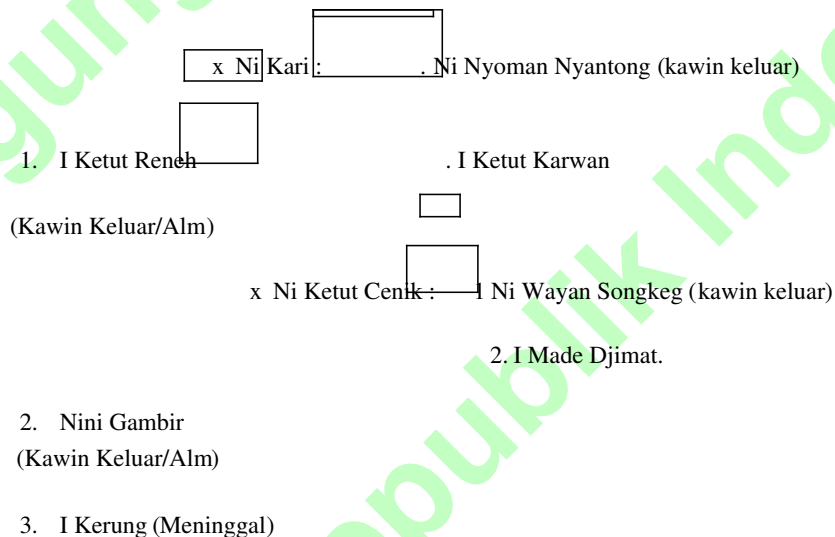 x Ni Kari : . Ni Nyoman Nyantong (kawin keluar)
1. I Ketut Reneh . I Ketut Karwan
(Kawin Keluar/Alm)
x Ni Ketut Cenik : 1 Ni Wayan Songkeg (kawin keluar)
2. I Made Djimat.
2. Nini Gambir
(Kawin Keluar/Alm)
3. I Kerung (Meninggal)